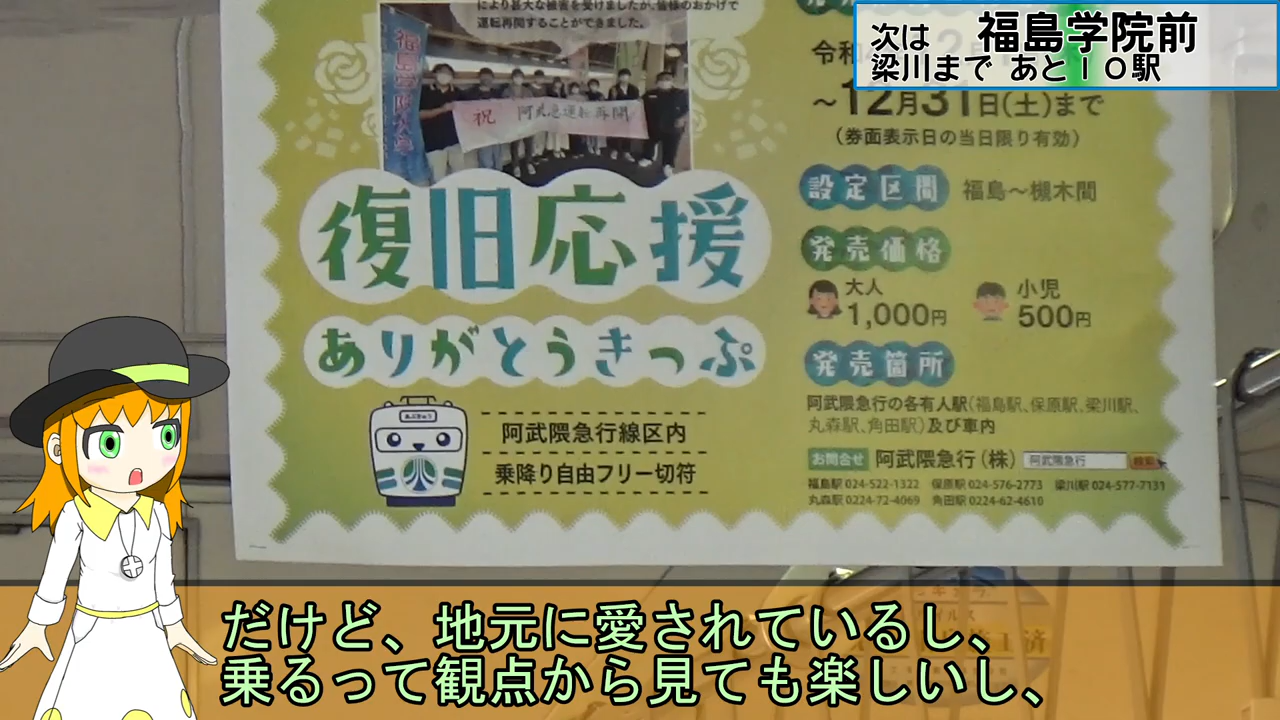 により甚大な被害を受けましたが、皆様のおかげで
運転再開することができました。
祝 阿武急運転再開
復旧応援
ありがとうきっぷ
あぶきゅう
阿武隈急行線区内
乗降り自由フリー切符
令和
~12月31日(土)まで
(券面表示日の当日限り有効)
設定区間 福島~槻木間
発売価格
大人 小児
1,000円 500円
発売箇所
阿武隈急行の各有人駅(福島駅、保原駅、梁川駅、
丸森駅、角田駅)及び車内
お問合せ 阿武隈急行(株) 阿武隈急行 検索
福島駅 024-522-1322 保原駅 024-576-2773 梁川駅 024-577-7131
丸森駅 0224-72-4069 角田駅 0224-62-4610
次は 福島学院前
梁川まで あと10駅
だけど、地元に愛されているし、
乗るって観点から見ても楽しいし、